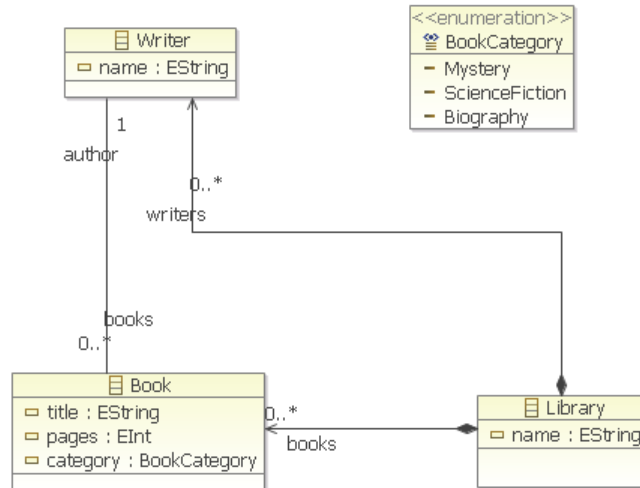 Writer
name : EString
<<enumeration>>
BookCategory
Mystery
ScienceFiction
Biography
1
author
0..*
writers
books
0..*
Book
title : EString
pages : EInt
category : BookCategory
0..*
books
Library
name : EString